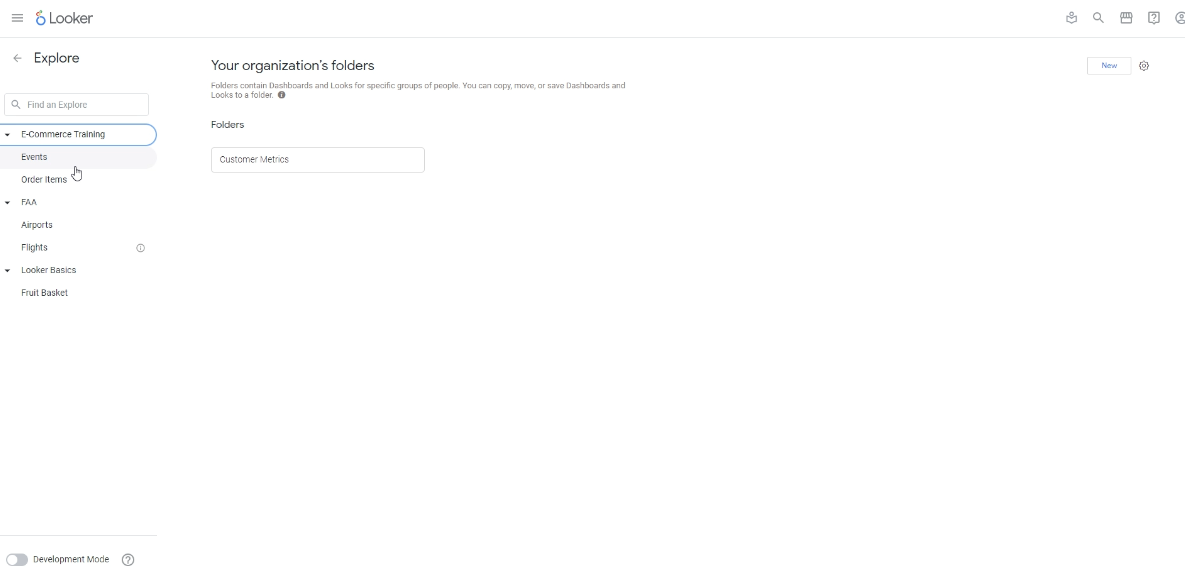 Looker
Explore
Find an Explore
E-Commerce Training
Events
Order Items
FAA
Airports
Flights
Looker Basics
Fruit Basket
Development Mode
Your organization's folders
New
Folders contain Dashboards and Looks for specific groups of people. You can copy, move, or save Dashboards and
Looks to a folder.
Folders
Customer Metrics